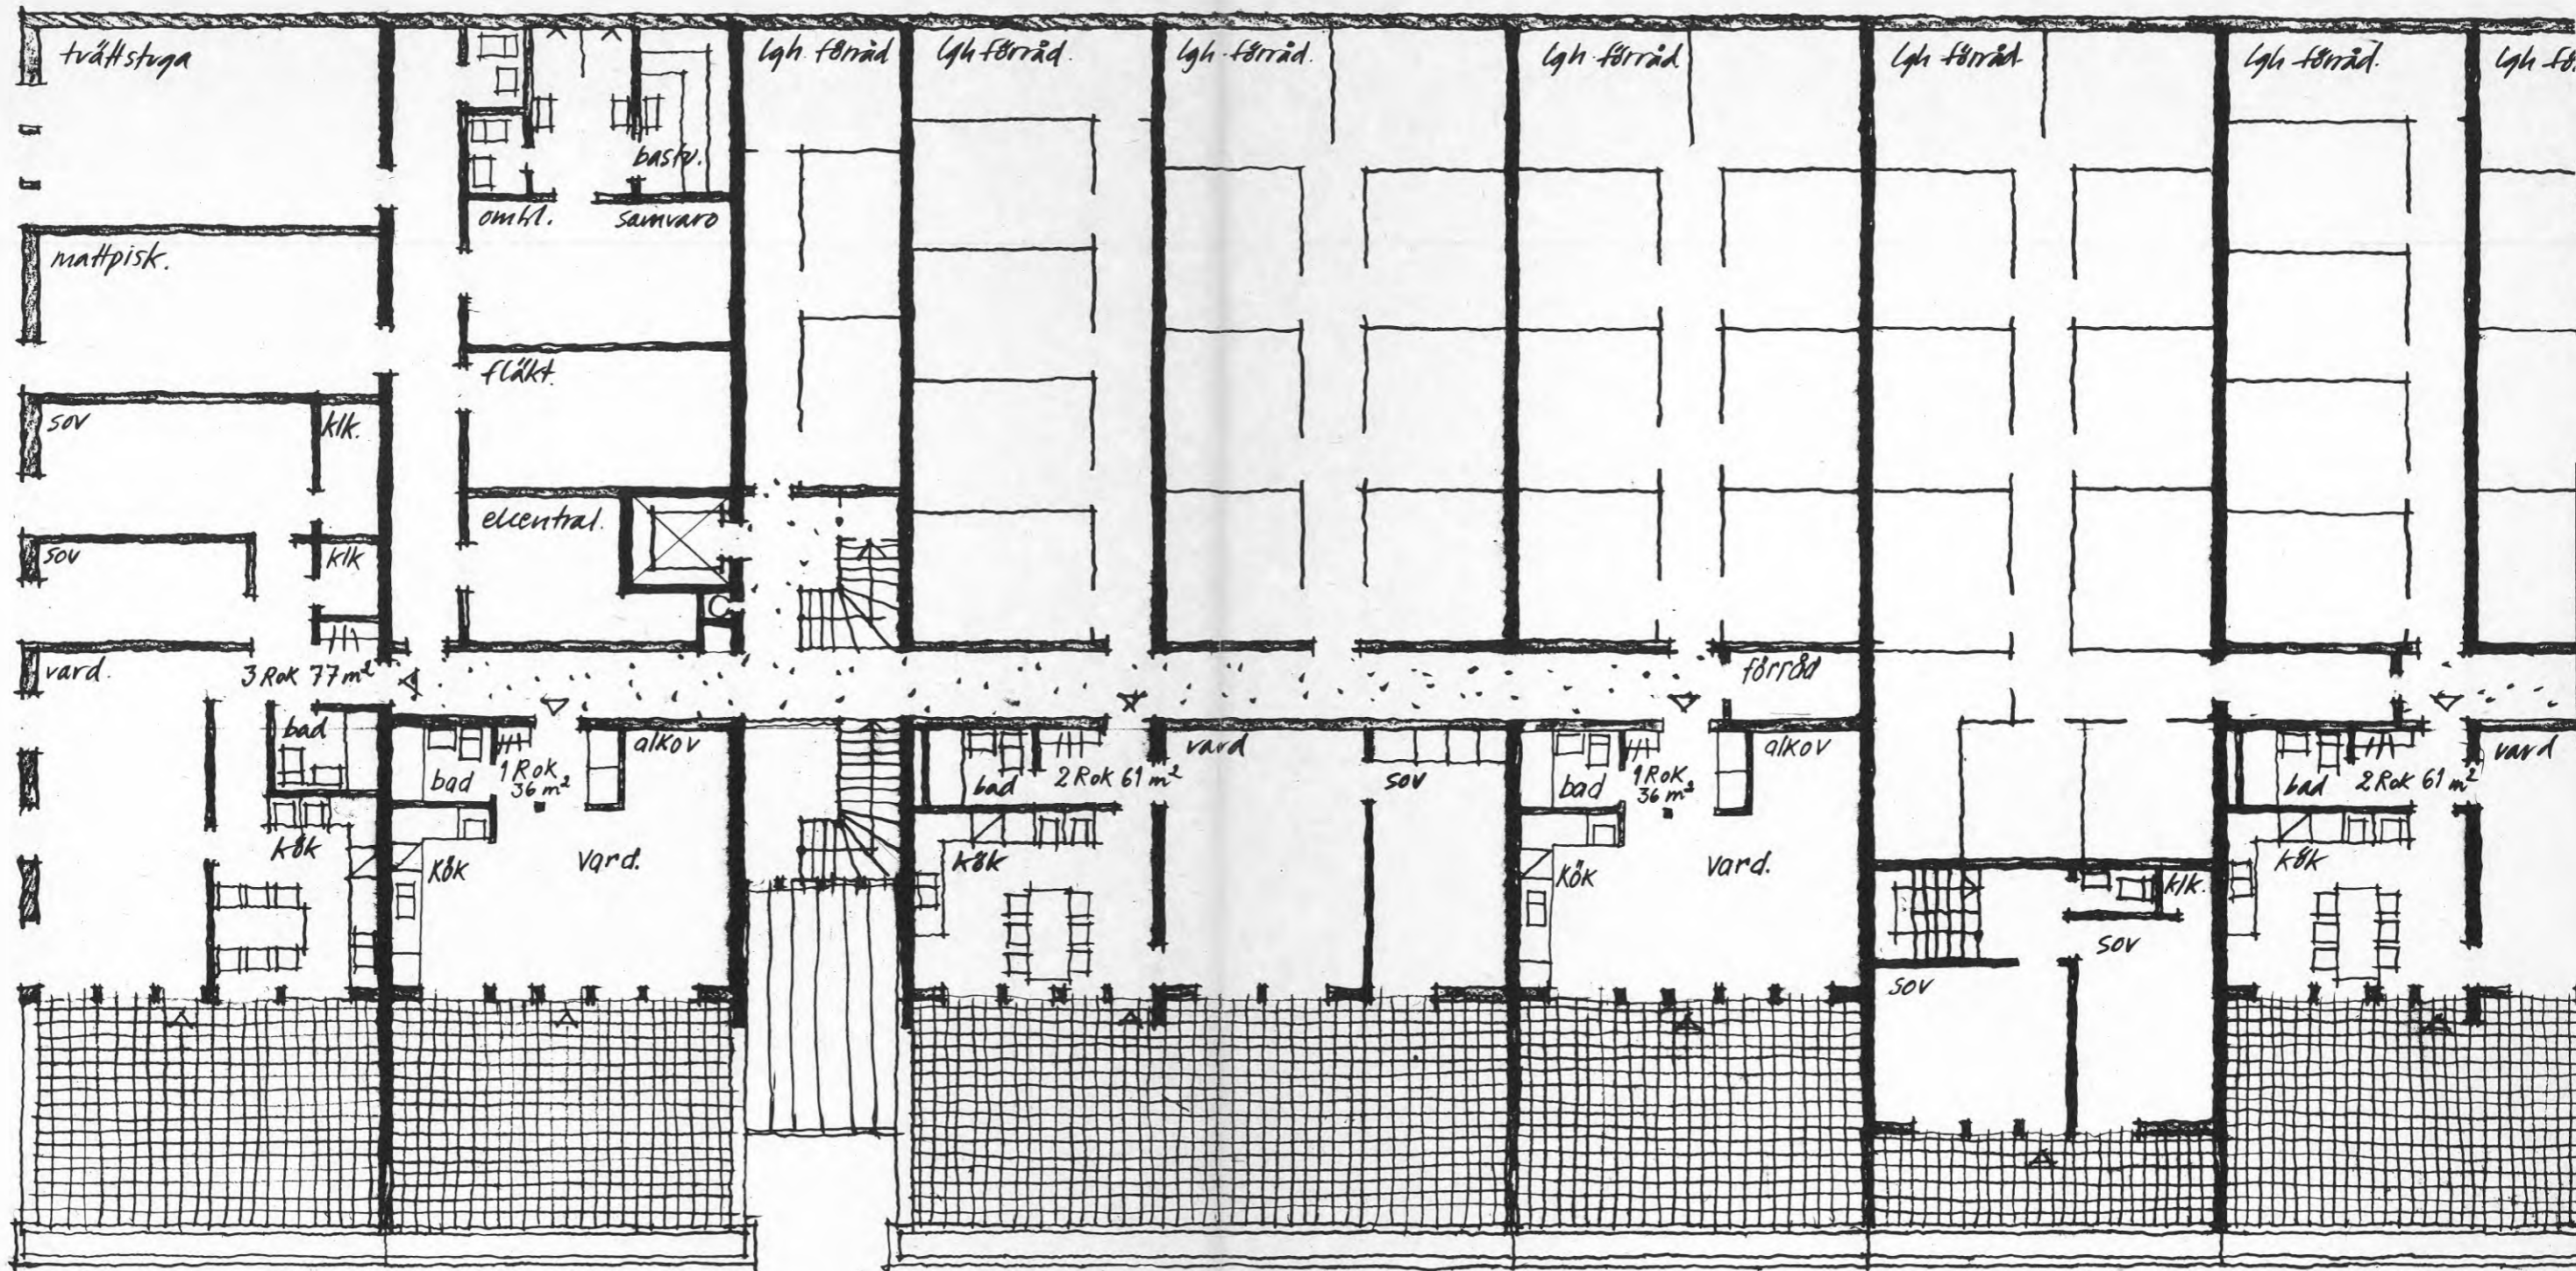 tvättstuga
bastu.
lgh. förråd
lgh förråd.
lgh förråd.
lgh förråd
lgh förråd
lgh förråd.
lgh fö
mattpisk.
omkl.
samvaro
fläkt.
sov
klk.
elcentral.
sov
klk
vard.
3 Rok 77 m²
förråd
bad
bad
1 Rok
36 m²
alkov
bad
2 Rok 61 m²
vard
sov
bad
1 Rok
36 m²
alkov
bad
2 Rok 61 m²
vard
kök
kök
vard.
kök
kök
vard.
klk.
kök
sov
sov